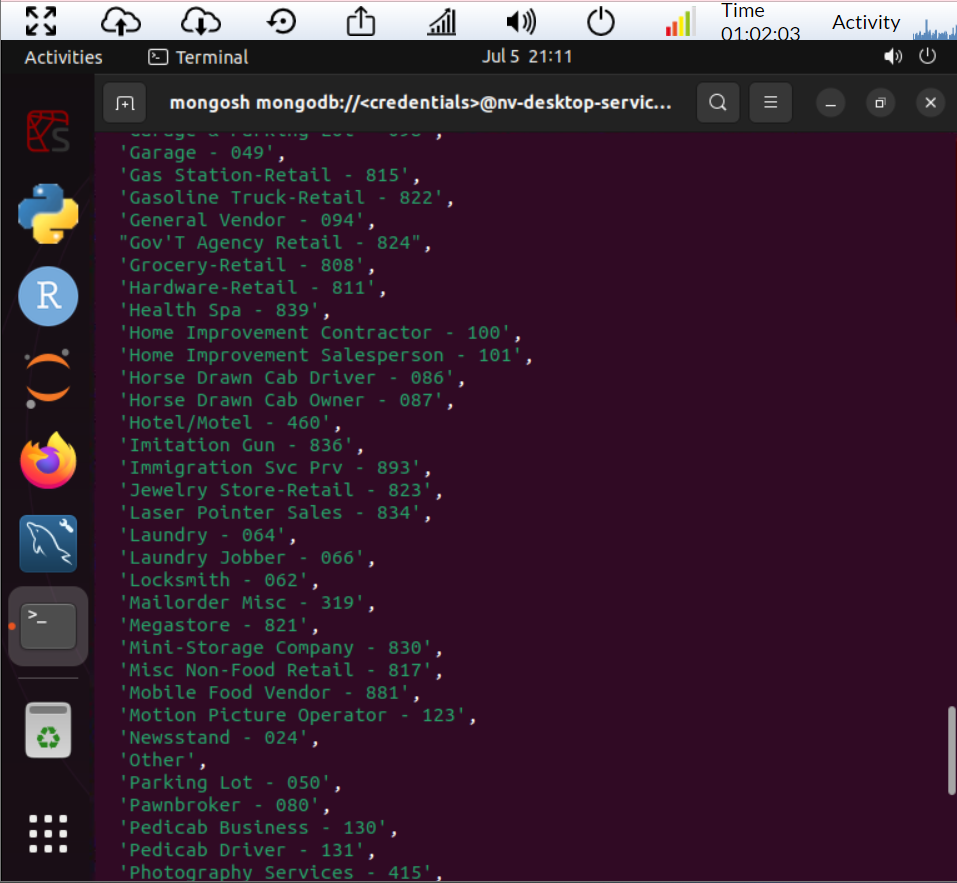 Time
01:02:03
Activity
Activities
Terminal
Jul 5 21:11
mongosh mongodb://<credentials>@nv-desktop-servic...
'Garage & Parking Lot - 098',
'Garage - 049',
'Gas Station-Retail - 815',
'Gasoline Truck-Retail - 822',
'General Vendor - 094',
"Gov'T Agency Retail - 824",
'Grocery-Retail - 808',
'Hardware-Retail - 811',
'Health Spa - 839',
'Home Improvement Contractor - 100',
'Home Improvement Salesperson - 101',
'Horse Drawn Cab Driver - 086',
'Horse Drawn Cab Owner - 087',
'Hotel/Motel - 460',
'Imitation Gun - 836',
'Immigration Svc Prv - 893',
'Jewelry Store-Retail - 823',
'Laser Pointer Sales - 834',
'Laundry - 064',
'Laundry Jobber - 066',
'Locksmith - 062',
'Mailorder Misc - 319',
'Megastore - 821',
'Mini-Storage Company - 830',
'Misc Non-Food Retail - 817',
'Mobile Food Vendor - 881',
'Motion Picture Operator - 123',
'Newsstand - 024',
'Other',
'Parking Lot - 050',
'Pawnbroker - 080',
'Pedicab Business - 130',
'Pedicab Driver - 131',
'Photography Services - 415',
R
S
>_